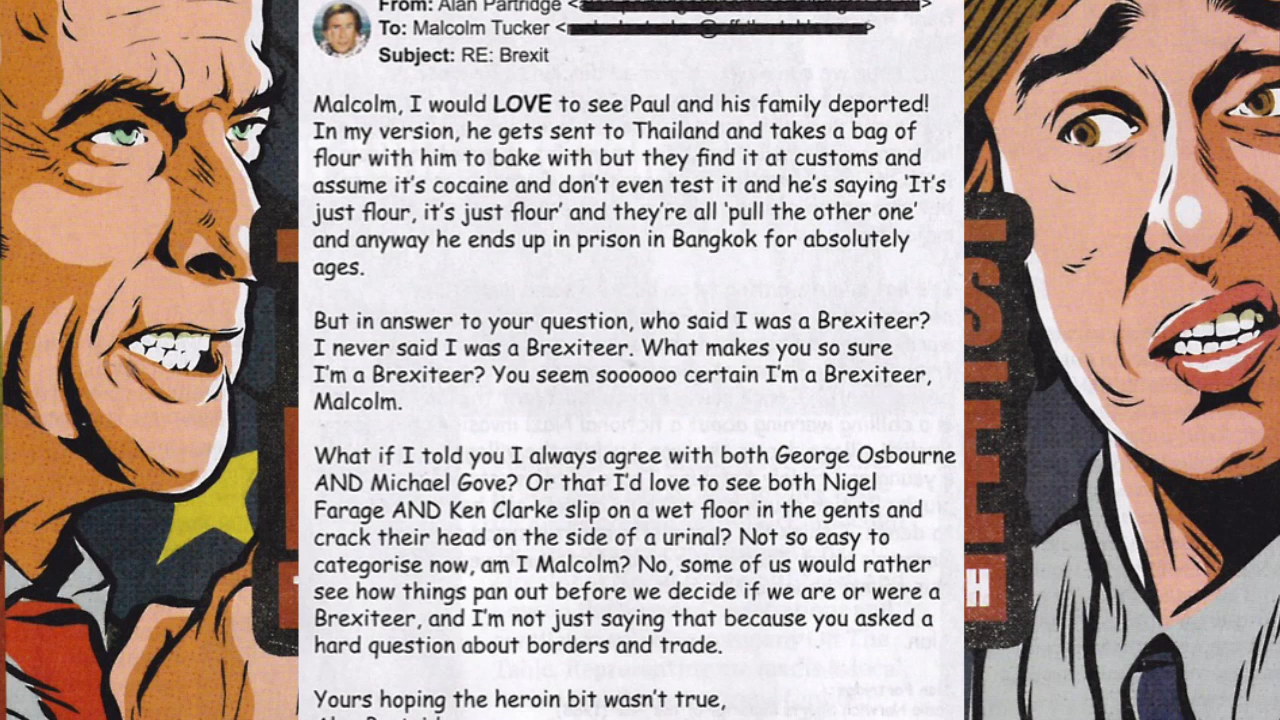 From: Alan Partridge <
To: Malcolm Tucker <
Subject: RE: Brexit
Malcolm, I would LOVE to see Paul and his family deported!
In my version, he gets sent to Thailand and takes a bag of
flour with him to bake with but they find it at customs and
assume it's cocaine and don't even test it and he's saying 'It's
just flour, it's just flour' and they're all 'pull the other one'
and anyway he ends up in prison in Bangkok for absolutely
ages.
But in answer to your question, who said I was a Brexiteer?
I never said I was a Brexiteer. What makes you so sure
I'm a Brexiteer? You seem soooooo certain I'm a Brexiteer,
Malcolm.
What if I told you I always agree with both George Osbourne
AND Michael Gove? Or that I'd love to see both Nigel
Farage AND Ken Clarke slip on a wet floor in the gents and
crack their head on the side of a urinal? Not so easy to
categorise now, am I Malcolm? No, some of us would rather
see how things pan out before we decide if we are or were a
Brexiteer, and I'm not just saying that because you asked a
hard question about borders and trade.
Yours hoping the heroin bit wasn't true,